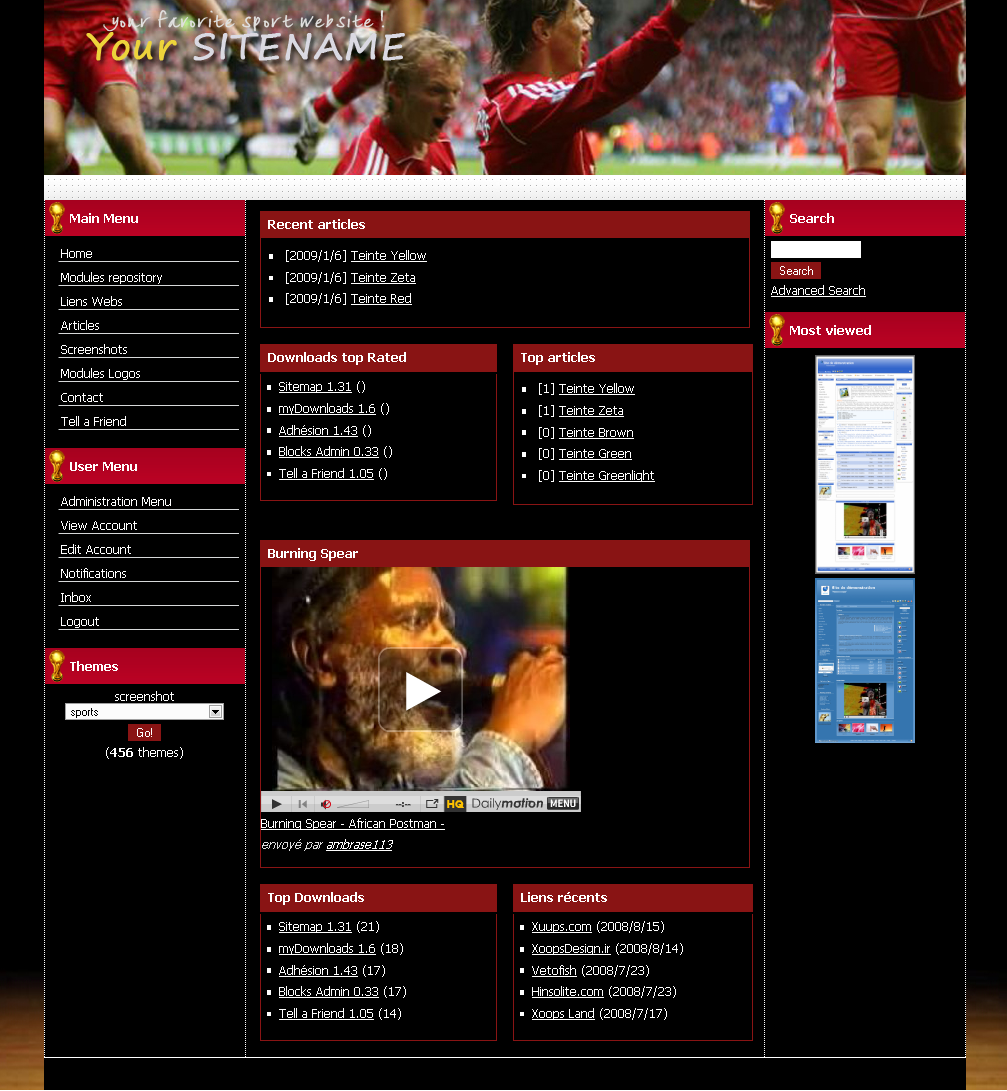 your favorite sport website !
Your SITENAME
Main Menu
Home
Modules repository
Liens Webs
Articles
Screenshots
Modules Logos
Contact
Tell a Friend
User Menu
Administration Menu
View Account
Edit Account
Notifications
Inbox
Logout
Themes
screenshot
sports
Go!
(456 themes)
Recent articles
[2009/1/6] Teinte Yellow
[2009/1/6] Teinte Zeta
[2009/1/6] Teinte Red
Downloads top Rated
Sitemap 1.31 ()
myDownloads 1.6 ()
Adhésion 1.43 ()
Blocks Admin 0.33 ()
Tell a Friend 1.05 ()
Top articles
[1] Teinte Yellow
[1] Teinte Zeta
[0] Teinte Brown
[0] Teinte Green
[0] Teinte Greenlight
Burning Spear
--:-- HQ Dailymotion MENU
Burning Spear - African Postman -
envoyé par ambrase113
Top Downloads
Sitemap 1.31 (21)
myDownloads 1.6 (18)
Adhésion 1.43 (17)
Blocks Admin 0.33 (17)
Tell a Friend 1.05 (14)
Liens récents
Xuups.com (2008/8/15)
XoopsDesign.ir (2008/8/14)
Vetofish (2008/7/23)
Hinsolite.com (2008/7/23)
Xoops Land (2008/7/17)
Search
Search
Advanced Search
Most viewed